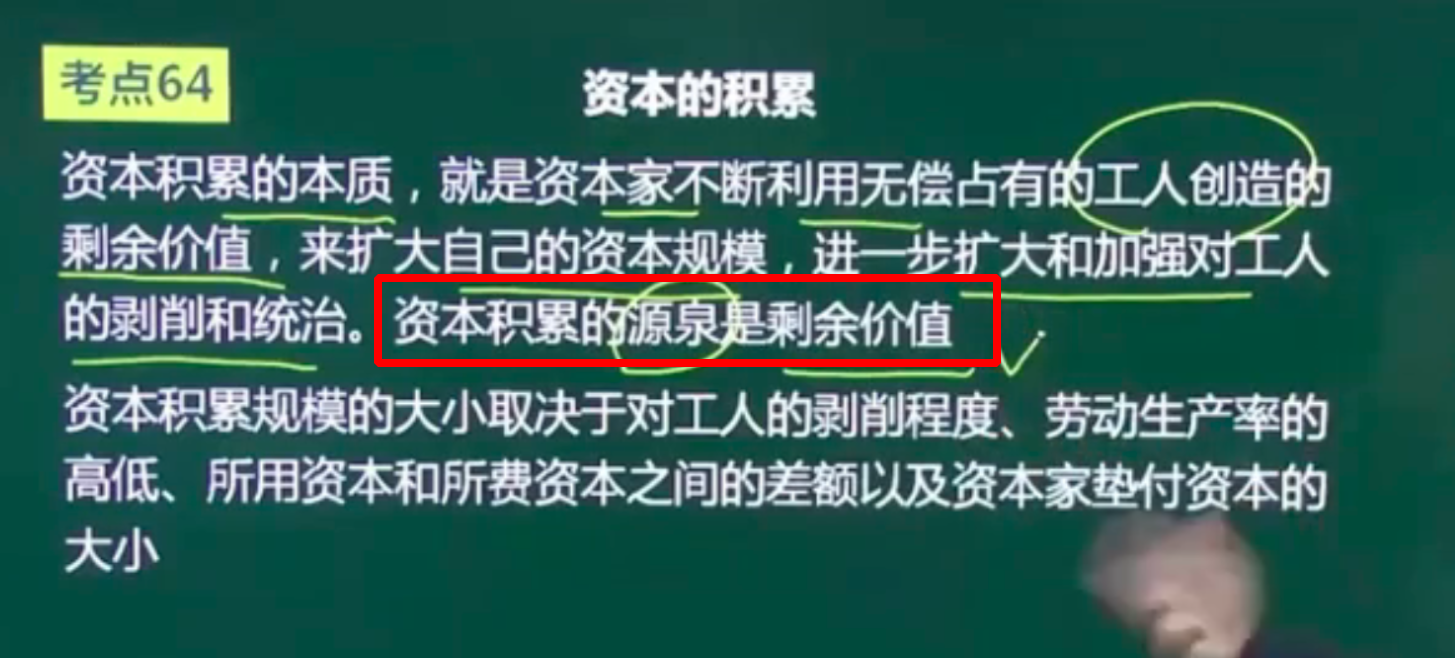 考点64
资本的积累
资本积累的本质，就是资本家不断利用无偿占有的工人创造的
剩余价值，来扩大自己的资本规模，进一步扩大和加强对工人
的剥削和统治。资本积累的源泉是剩余价值
资本积累规模的大小取决于对工人的剥削程度、劳动生产率的
高低、所用资本和所费资本之间的差额以及资本家垫付资本的
大小